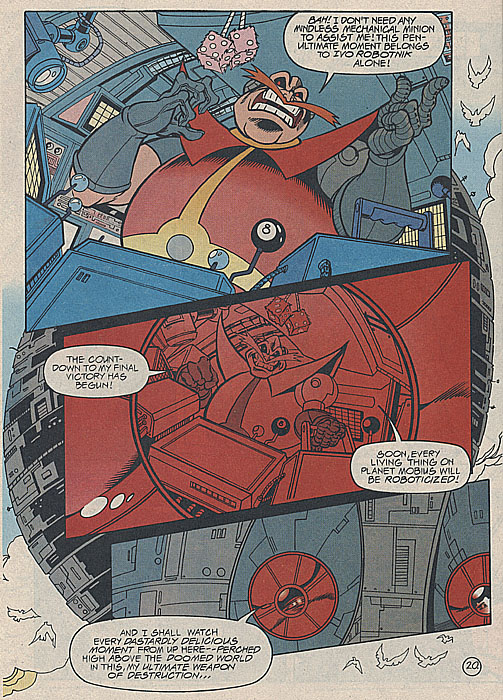 BAH! I DON'T NEED ANY
MINDLESS MECHANICAL MINION
TO ASSIST ME! THIS PEN-
ULTIMATE MOMENT BELONGS
TO IVO ROBOTNIK
ALONE!
8
THE COUNT-
DOWN TO MY FINAL
VICTORY HAS
BEGUN!
8
SOON, EVERY
LIVING THING ON
PLANET MOBIUS WILL
BE ROBOTICIZED!
AND I SHALL WATCH
EVERY DASTARDLY DELICIOUS
MOMENT FROM UP HERE--PERCHED
HIGH ABOVE THE DOOMED WORLD
IN THIS, MY ULTIMATE WEAPON
OF DESTRUCTION...
20